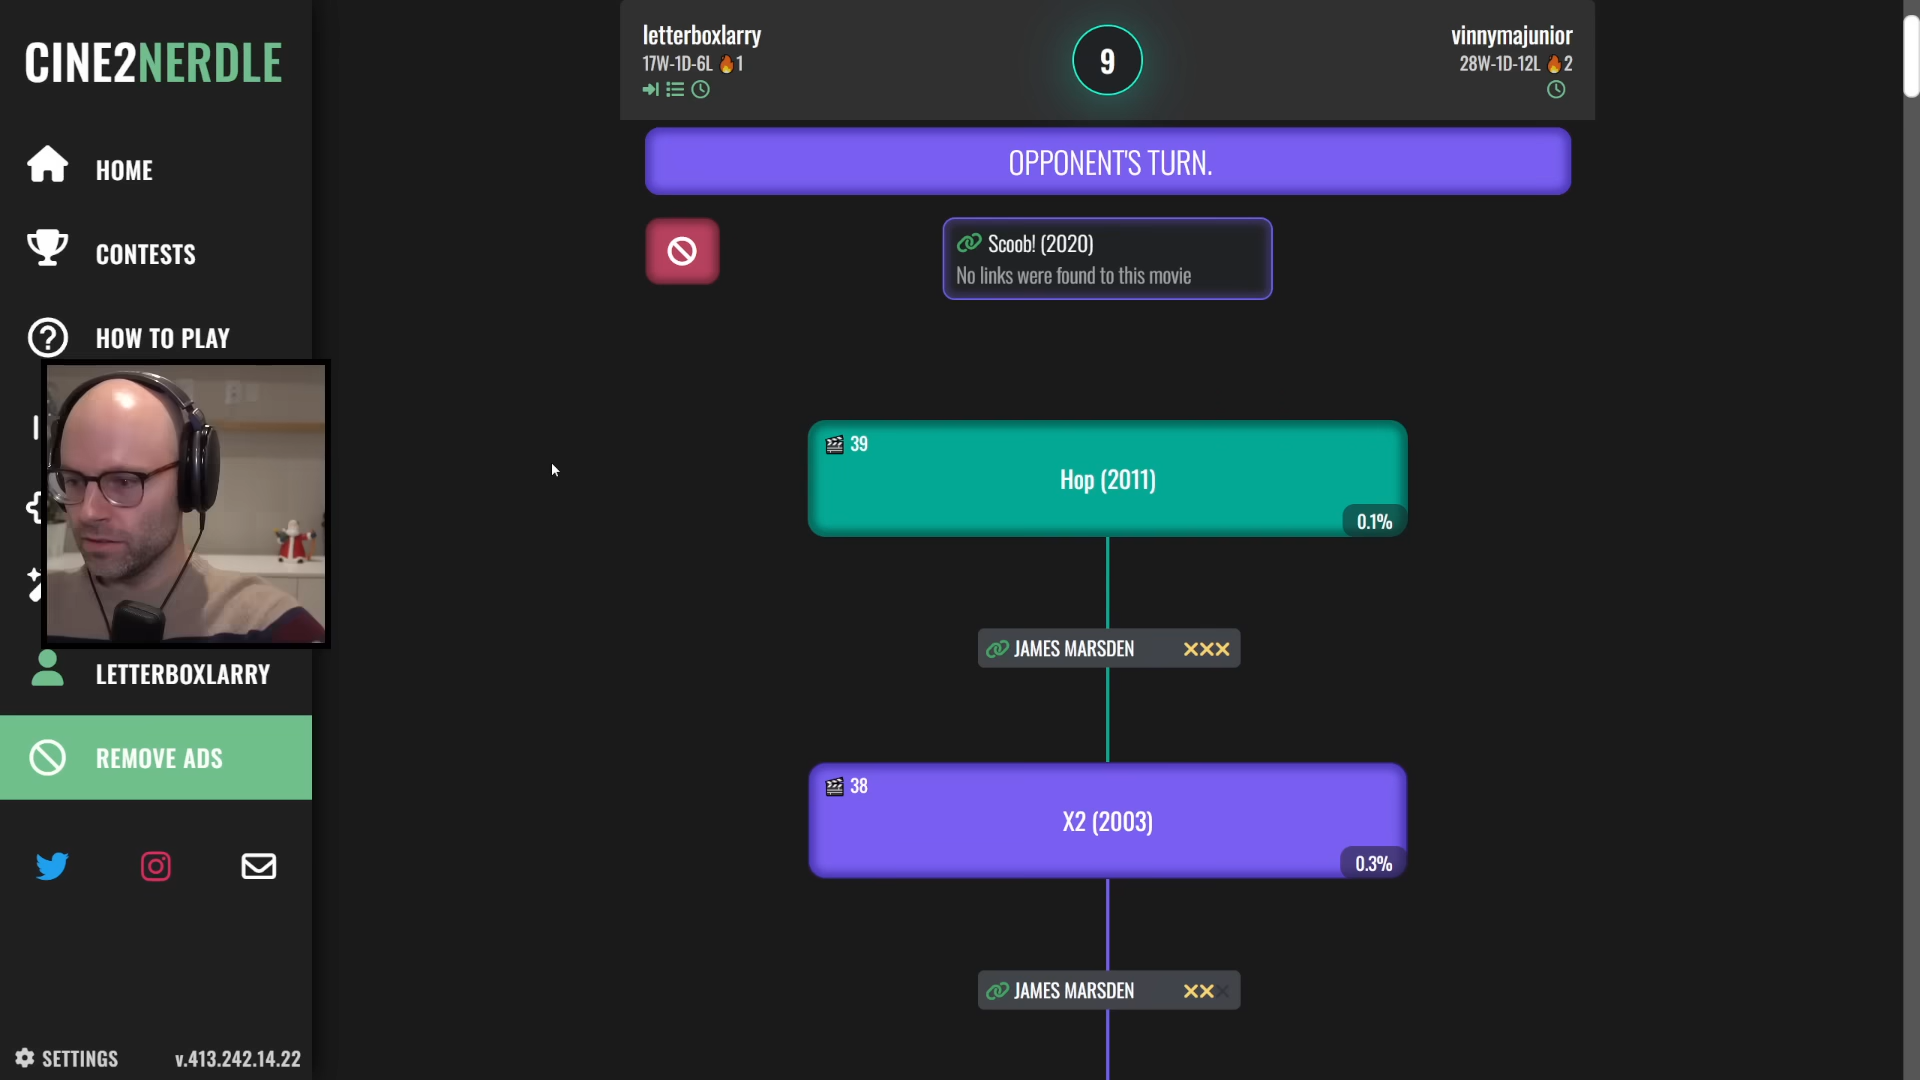 CINE2NERDLE
HOME
CONTESTS
HOW TO PLAY
LETTERBOXLARRY
REMOVE ADS
SETTINGS
v.413.242.14.22
letterboxlarry
17W-1D-6L 🔥1
9
vinnymajunior
28W-1D-12L 🔥2
OPPONENT'S TURN.
Scoob! (2020)
No links were found to this movie
39
Hop (2011)
0.1%
JAMES MARSDEN
38
X2 (2003)
0.3%
JAMES MARSDEN